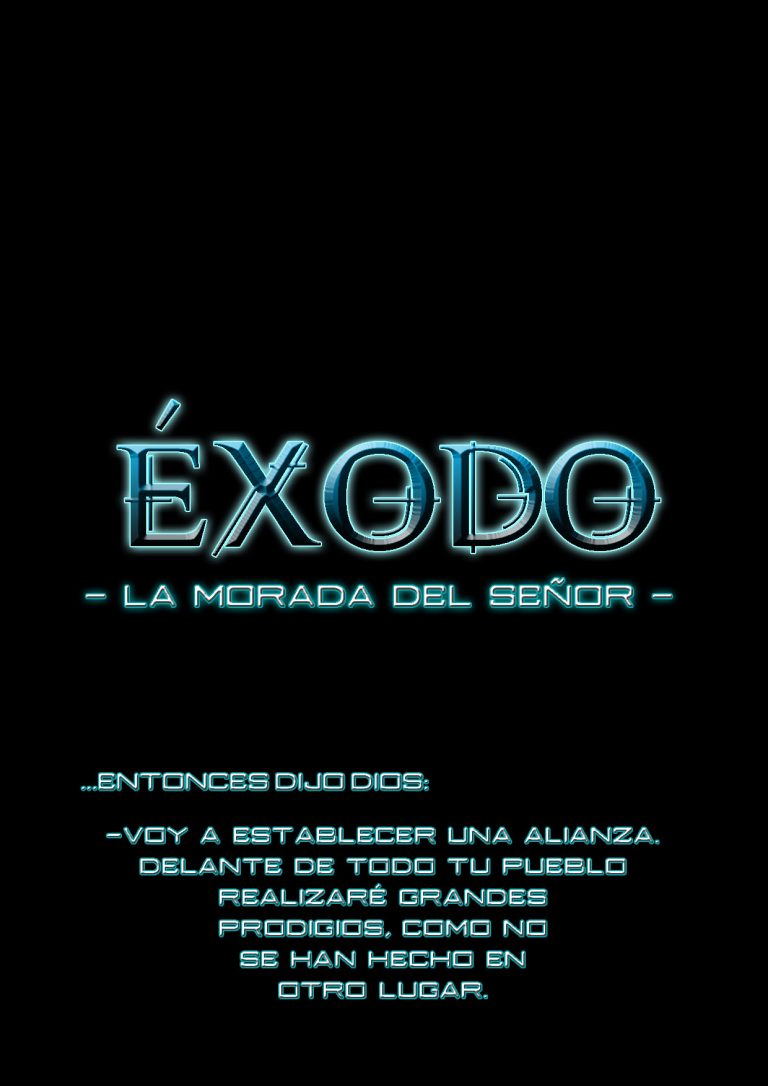 ÉXODO
- LA MORADA DEL SEÑOR -
...ENTONCES DIJO DIOS:
-VOY A ESTABLECER UNA ALIANZA.
DELANTE DE TODO TU PUEBLO
REALIZARÉ GRANDES
PRODIGIOS, COMO NO
SE HAN HECHO EN
OTRO LUGAR.